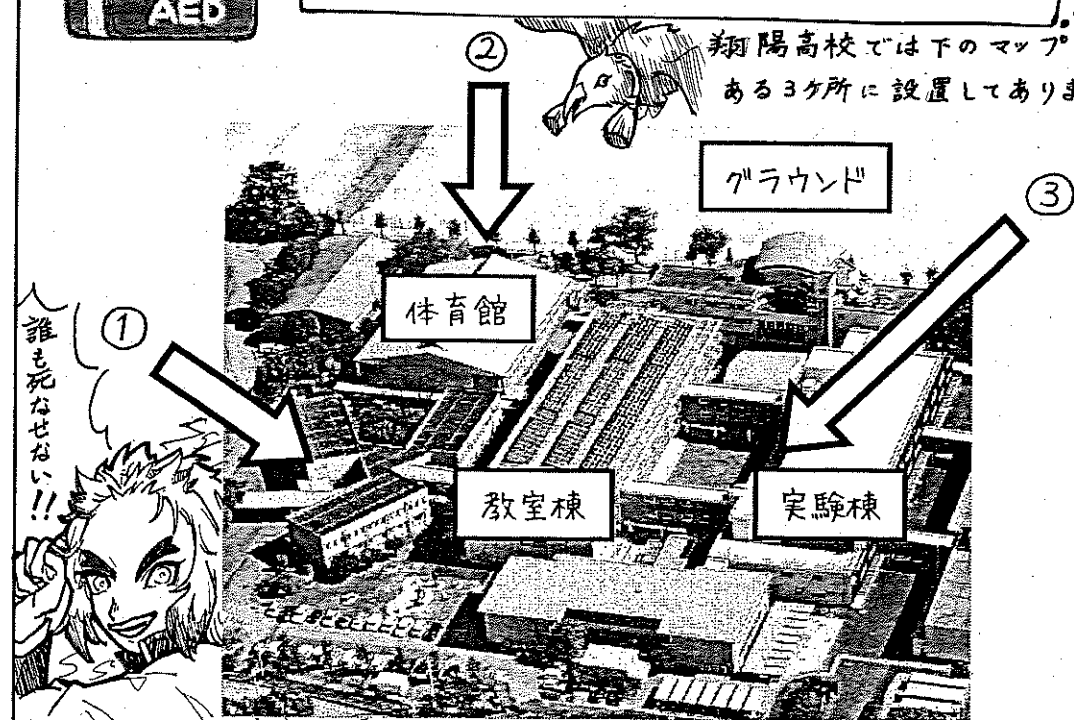 AED
②
翔陽高校では下のマップ
ある3ヶ所に設置してありま
グラウンド
③
体育館
誰も死なせない!!
①
教室棟
実験棟